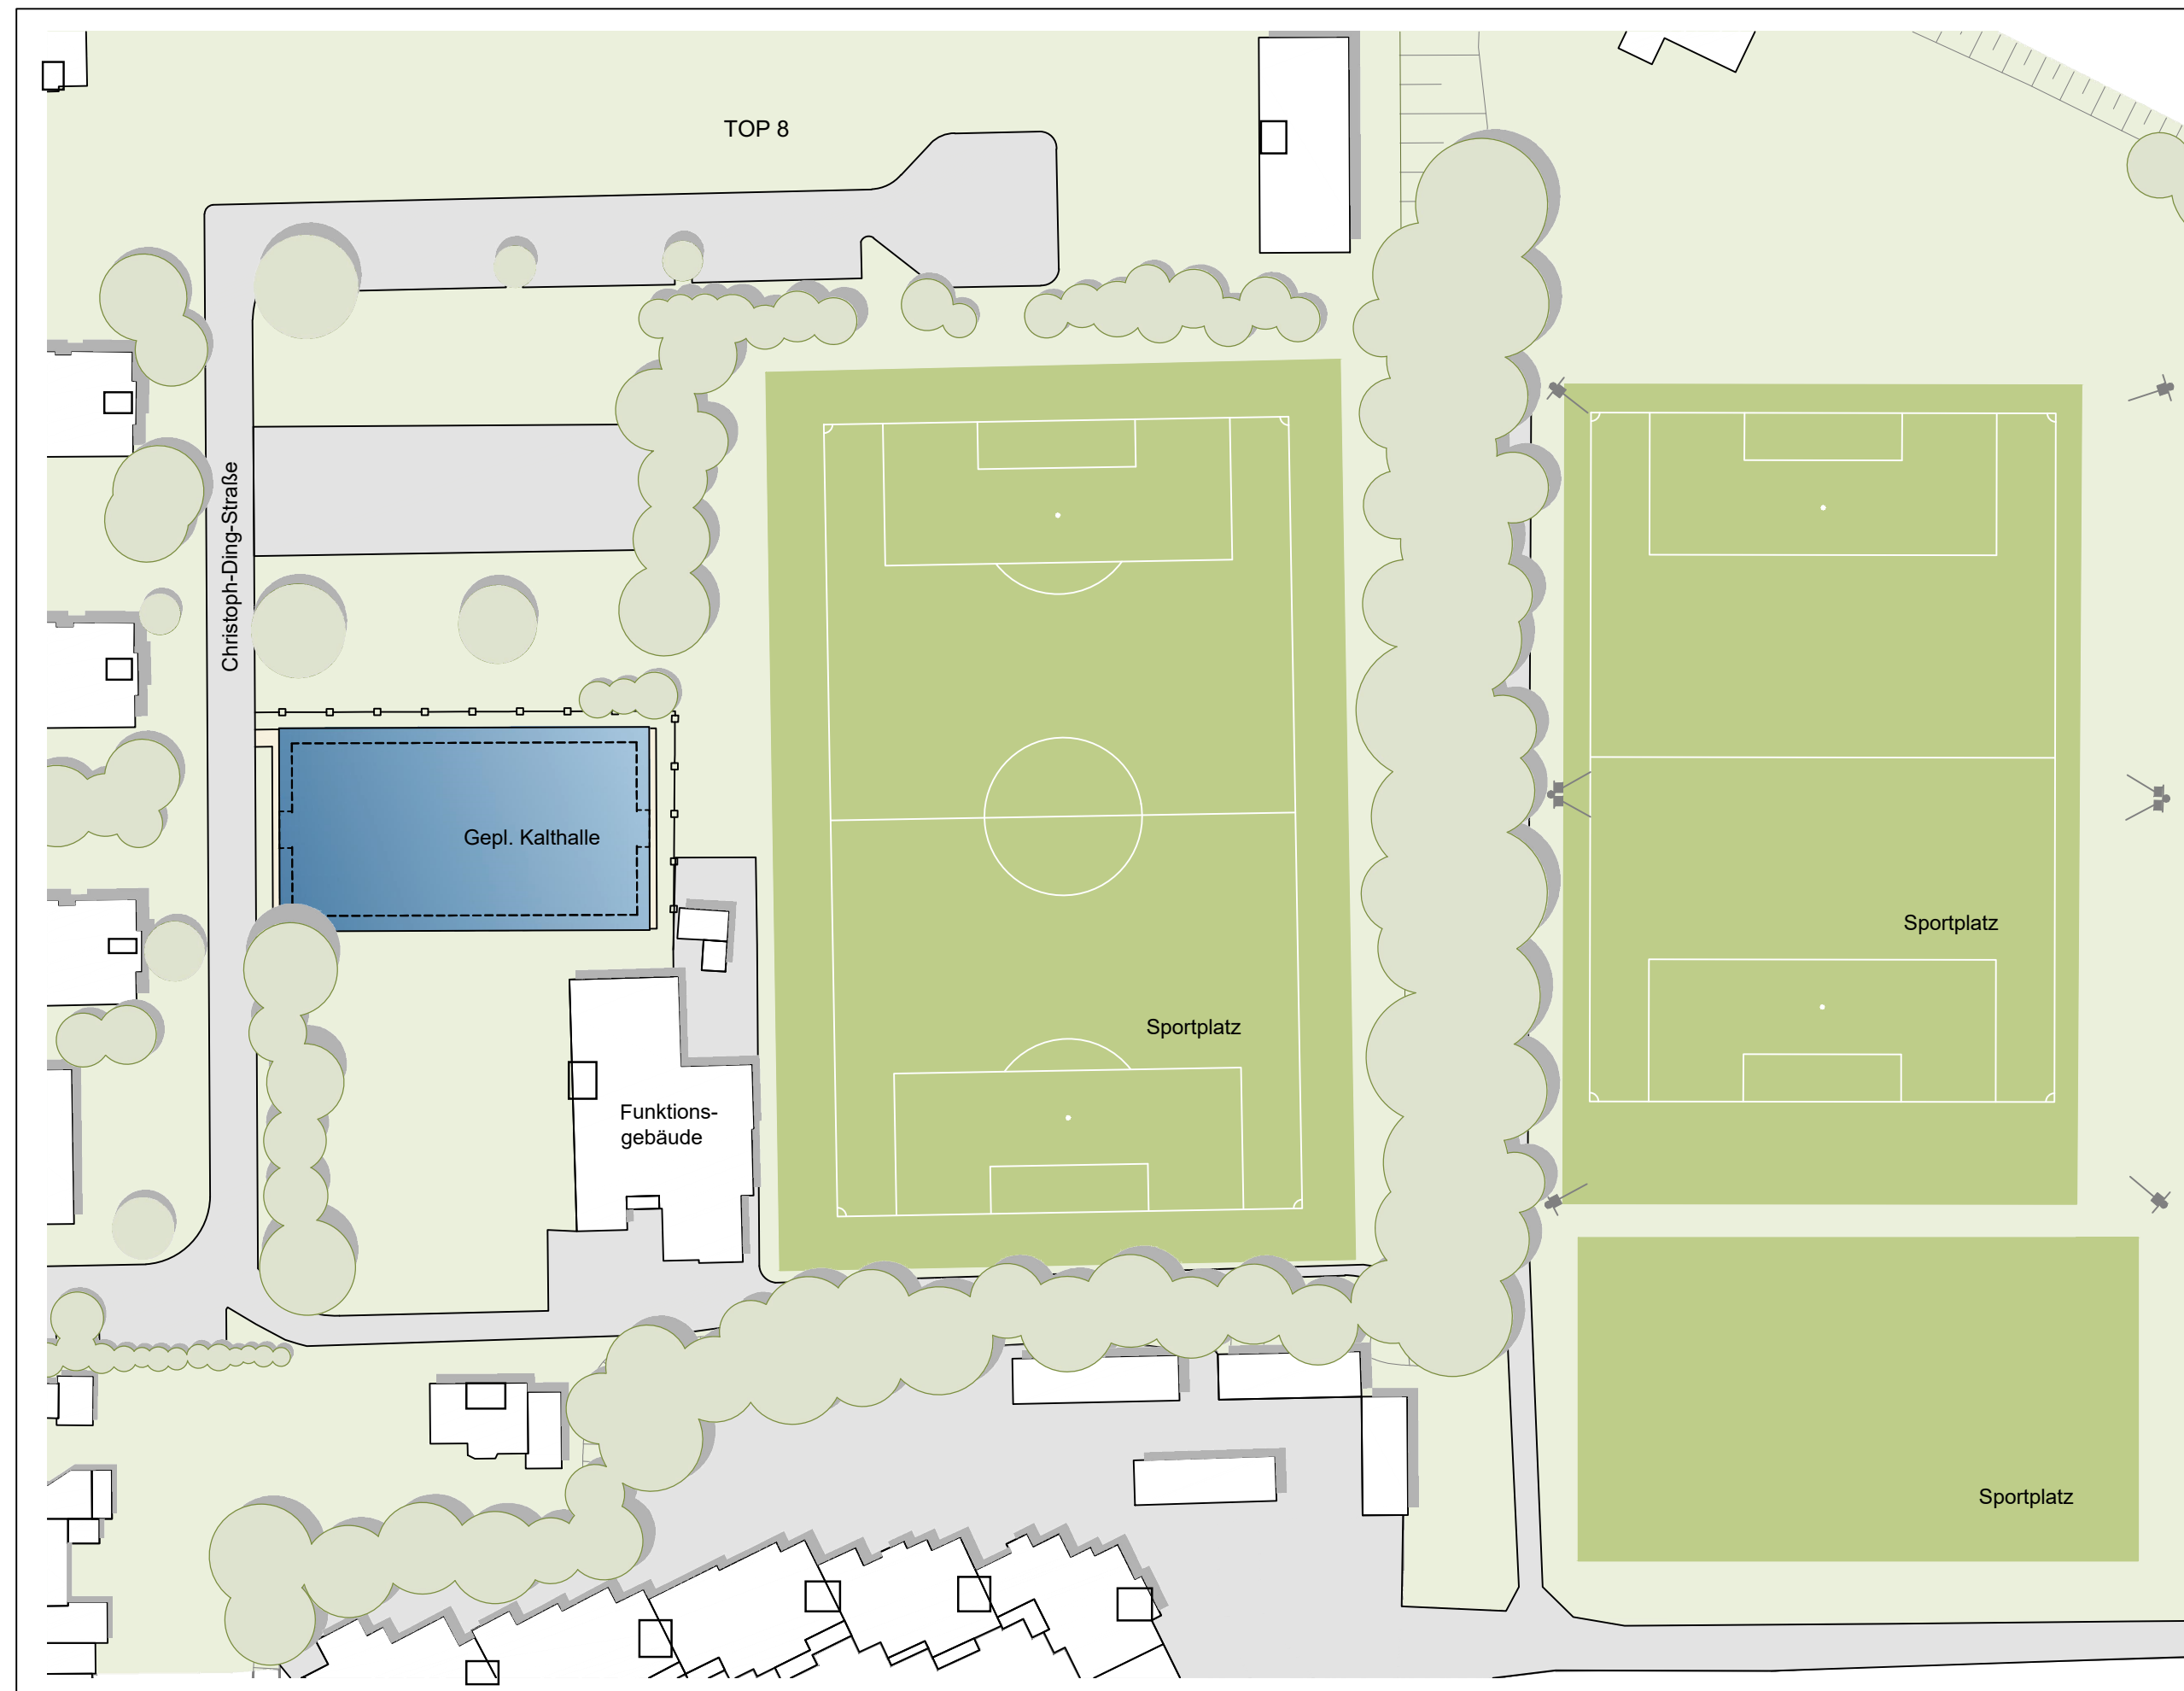 TOP 8
Christoph-Ding-Straße
Gepl. Kalthalle
Sportplatz
Sportplatz
Funktions-
gebäude
Sportplatz